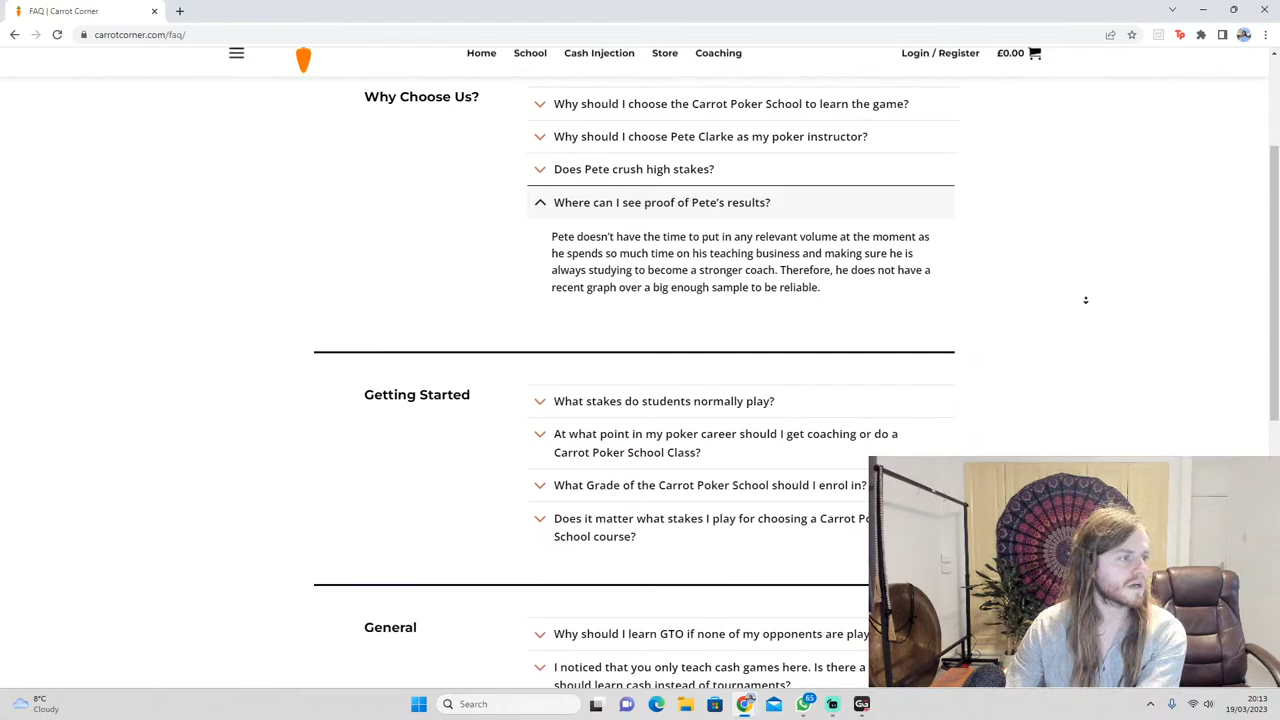 FAQ | Carrot Corner
carrotcorner.com/faq/
Home School Cash Injection Store Coaching
Login / Register £0.00
Why Choose Us?
Why should I choose the Carrot Poker School to learn the game?
Why should I choose Pete Clarke as my poker instructor?
Does Pete crush high stakes?
Where can I see proof of Pete’s results?
Pete doesn’t have the time to put in any relevant volume at the moment as
he spends so much time on his teaching business and making sure he is
always studying to become a stronger coach. Therefore, he does not have a
recent graph over a big enough sample to be reliable.
Getting Started
What stakes do students normally play?
At what point in my poker career should I get coaching or do a
Carrot Poker School Class?
What Grade of the Carrot Poker School should I enrol in?
Does it matter what stakes I play for choosing a Carrot
School course?
General
Why should I learn GTO if none of my opponents are play
I noticed that you only teach cash games here. Is there a
should learn cash instead of tournaments?
8°C
Cloudy
Search
65
20:13
19/03/2023